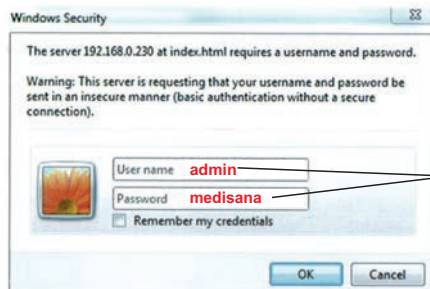 Windows Security
The server 192.168.0.230 at index.html requires a username and password.
Warning: This server is requesting that your username and password be
sent in an insecure manner (basic authentication without a secure
connection).
User name admin
Password medisana
Remember my credentials
OK Cancel